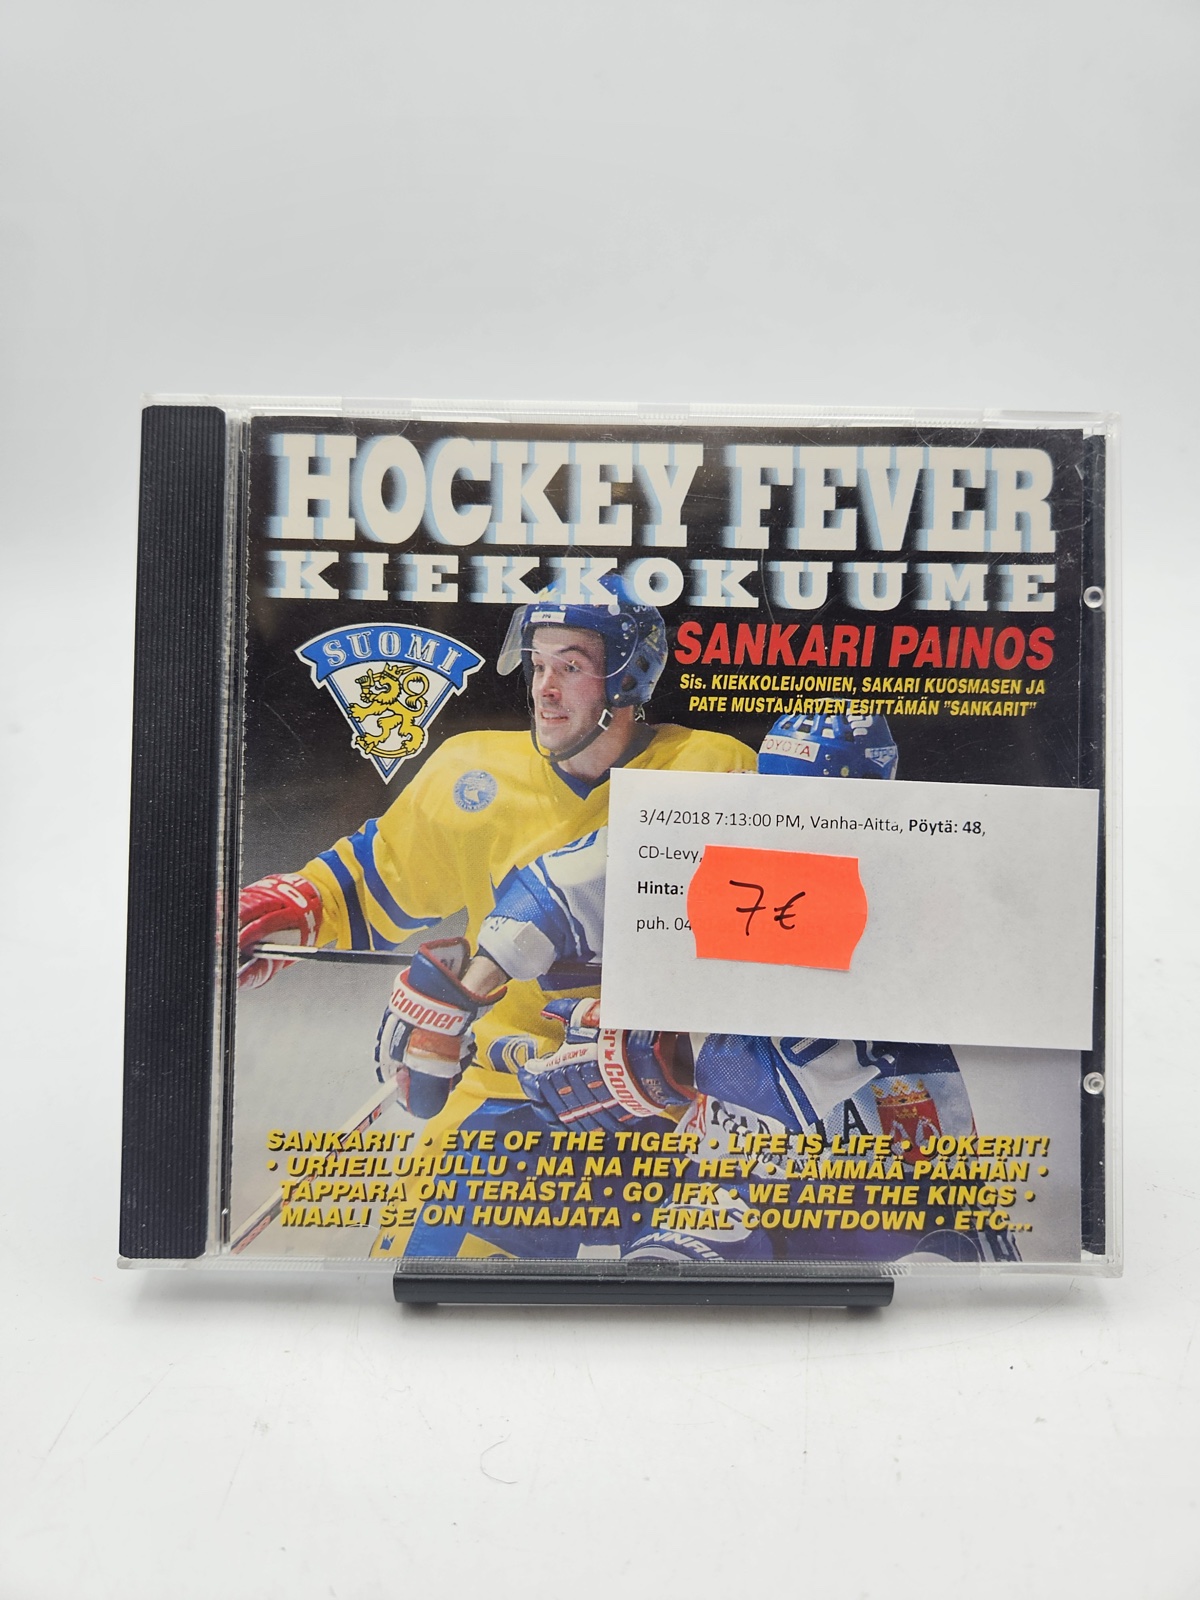 HOCKEY FEVER
KIEKKOKUUME
SUOMI
SANKARI PAINOS
Sis. KIEKKOLEIJONIEN, SAKARI KUOSMASEN JA
PATE MUSTAJÄRVEN ESITTÄMÄN "SANKARIT"
TOYOTA
3/4/2018 7:13:00 PM, Vanha-Aitta, Pöytä: 48,
CD-Levy,
Hinta:
7€
puh. 04
Cooper
Cooper
SANKARIT • EYE OF THE TIGER • LIFE IS LIFE • JOKERIT!
• URHEILUHULLU • NA NA HEY HEY • LÄMMÄÄ PÄÄHÄN •
TAPPARA ON TERÄSTÄ • GO IFK • WE ARE THE KINGS •
MAALI SE ON HUNAJATA • FINAL COUNTDOWN • ETC...